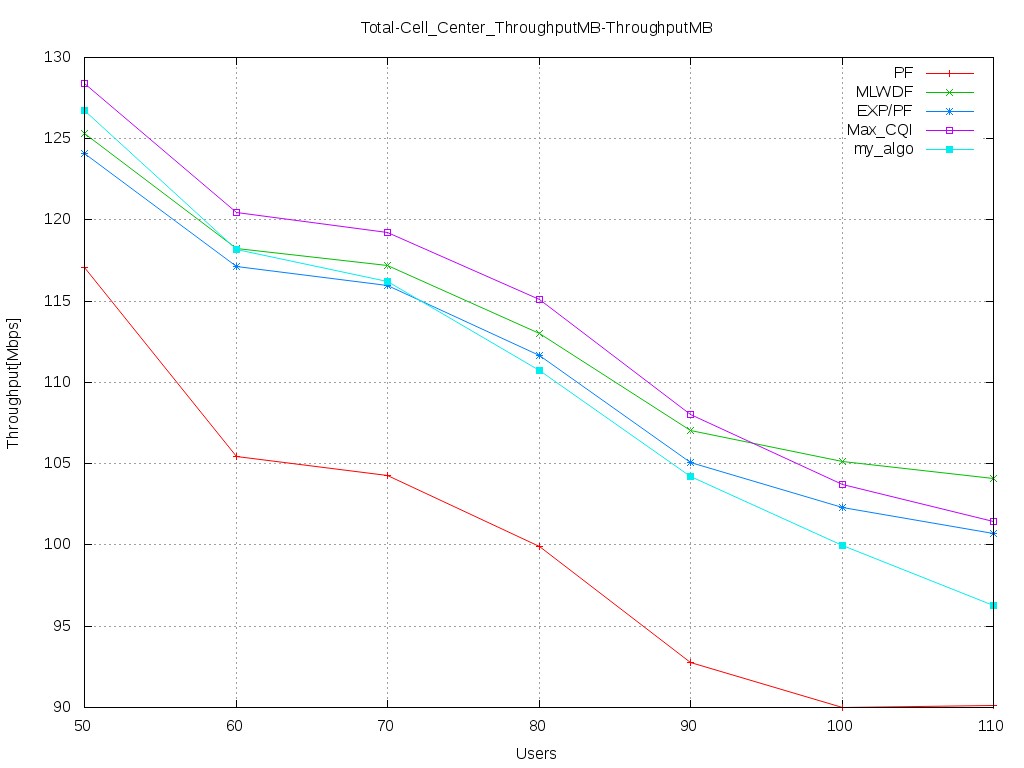 Total-Cell_Center_ThroughputMB-ThroughputMB
130
125
120
115
110
105
100
95
90
Throughput[Mbps]
PF
MLWDF
EXP/PF
Max_CQI
my_algo
50 60 70 80 90 100 110
Users